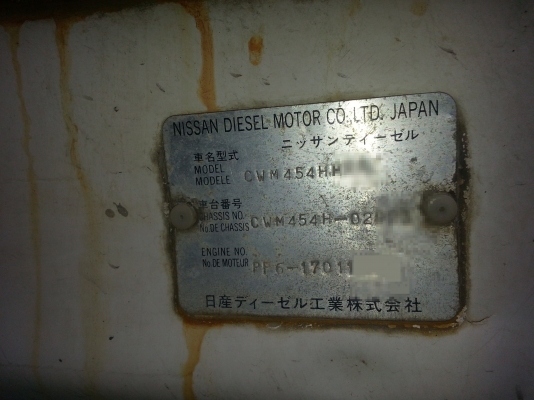 NISSAN DIESEL MOTOR CO., LTD. JAPAN
ニッサンディーゼル
車名型式
MODEL
MODELE CWM454HH
車台番号
CHASSIS NO.
No. DE CHASSIS CWM454H-02
ENGINE NO.
No. DE MOTEUR PF6-17011
日産ディーゼル工業株式会社